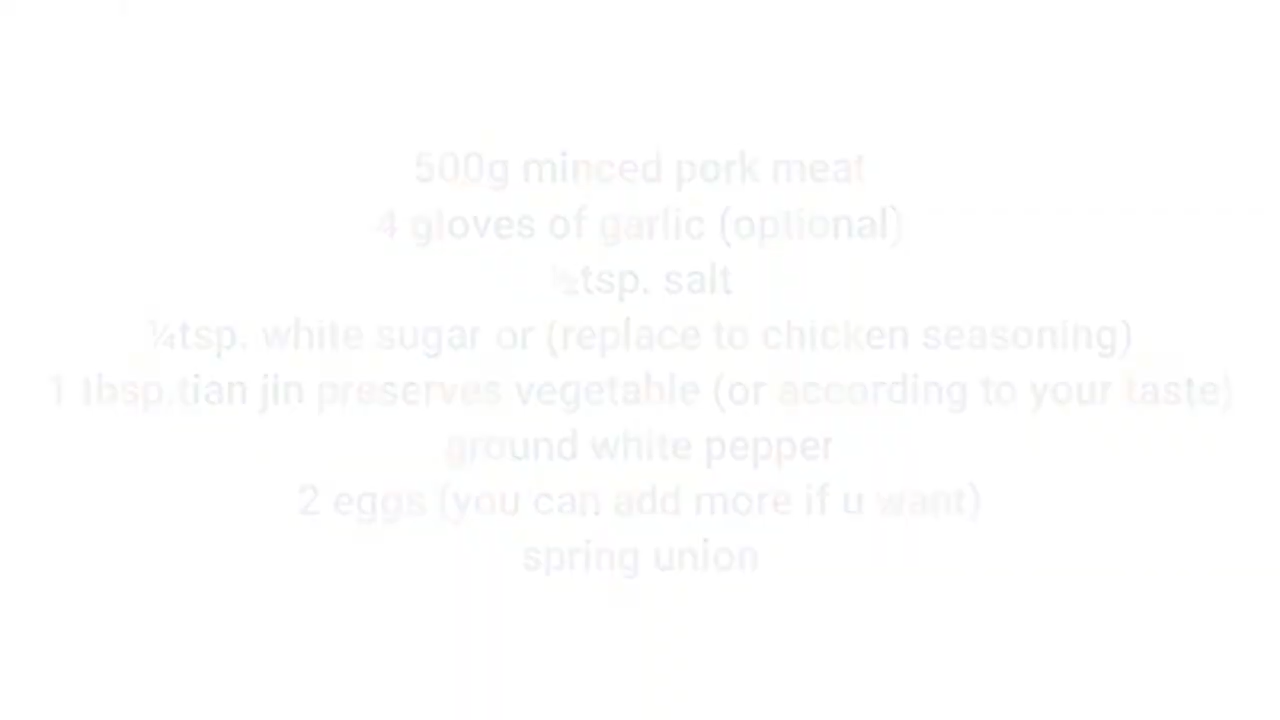 500g minced pork meat
4 gloves of garlic (optional)
½tsp. salt
¼tsp. white sugar or (replace to chicken seasoning)
1 tbsp.tian jin preserves vegetable (or according to your taste)
ground white pepper
2 eggs (you can add more if u want)
spring union